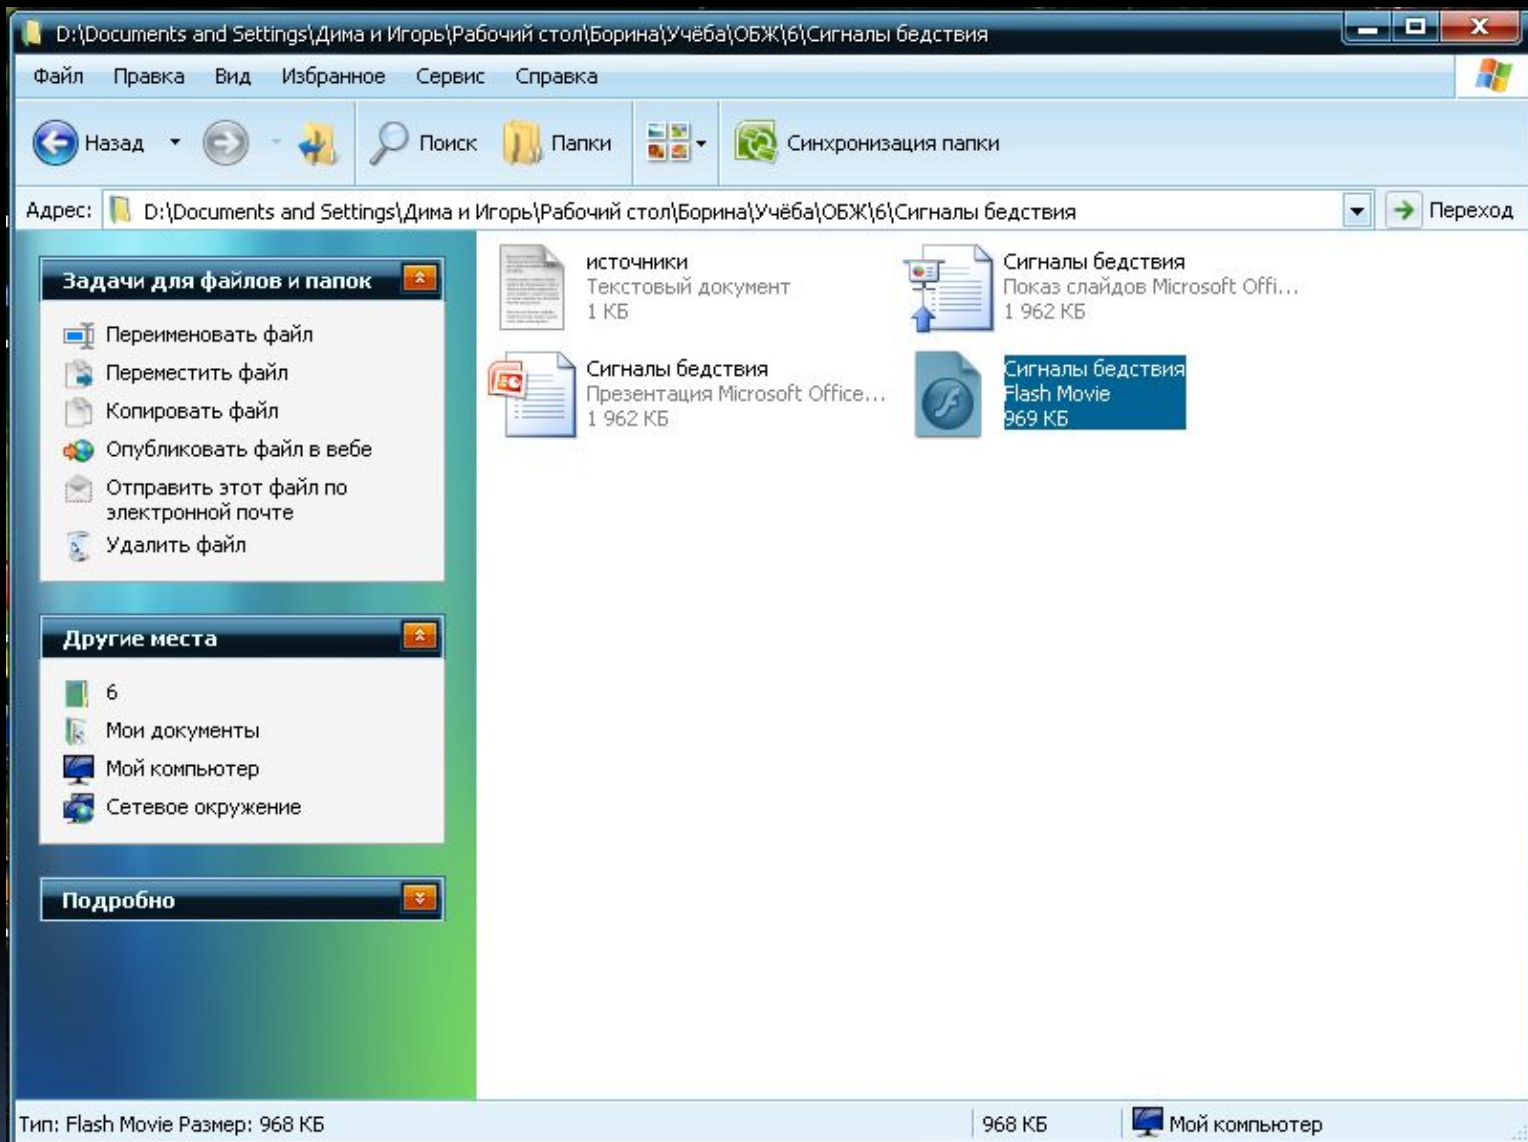 D:\Documents and Settings\Дима и Игорь\Рабочий стол\Борина\Учёба\ОБЖ\6\Сигналы бедствия
Файл Правка Вид Избранное Сервис Справка
Назад Поиск Папки Синхронизация папки
Адрес: D:\Documents and Settings\Дима и Игорь\Рабочий стол\Борина\Учёба\ОБЖ\6\Сигналы бедствия Переход
Задачи для файлов и папок
Переименовать файл
Переместить файл
Копировать файл
Опубликовать файл в вебе
Отправить этот файл по
электронной почте
Удалить файл
Другие места
6
Мои документы
Мой компьютер
Сетевое окружение
Подробно
источники
Текстовый документ
1 КБ
Сигналы бедствия
Показ слайдов Microsoft Offi...
1 962 КБ
Сигналы бедствия
Презентация Microsoft Office...
1 962 КБ
Сигналы бедствия
Flash Movie
969 КБ
Тип: Flash Movie Размер: 968 КБ 968 КБ Мой компьютер